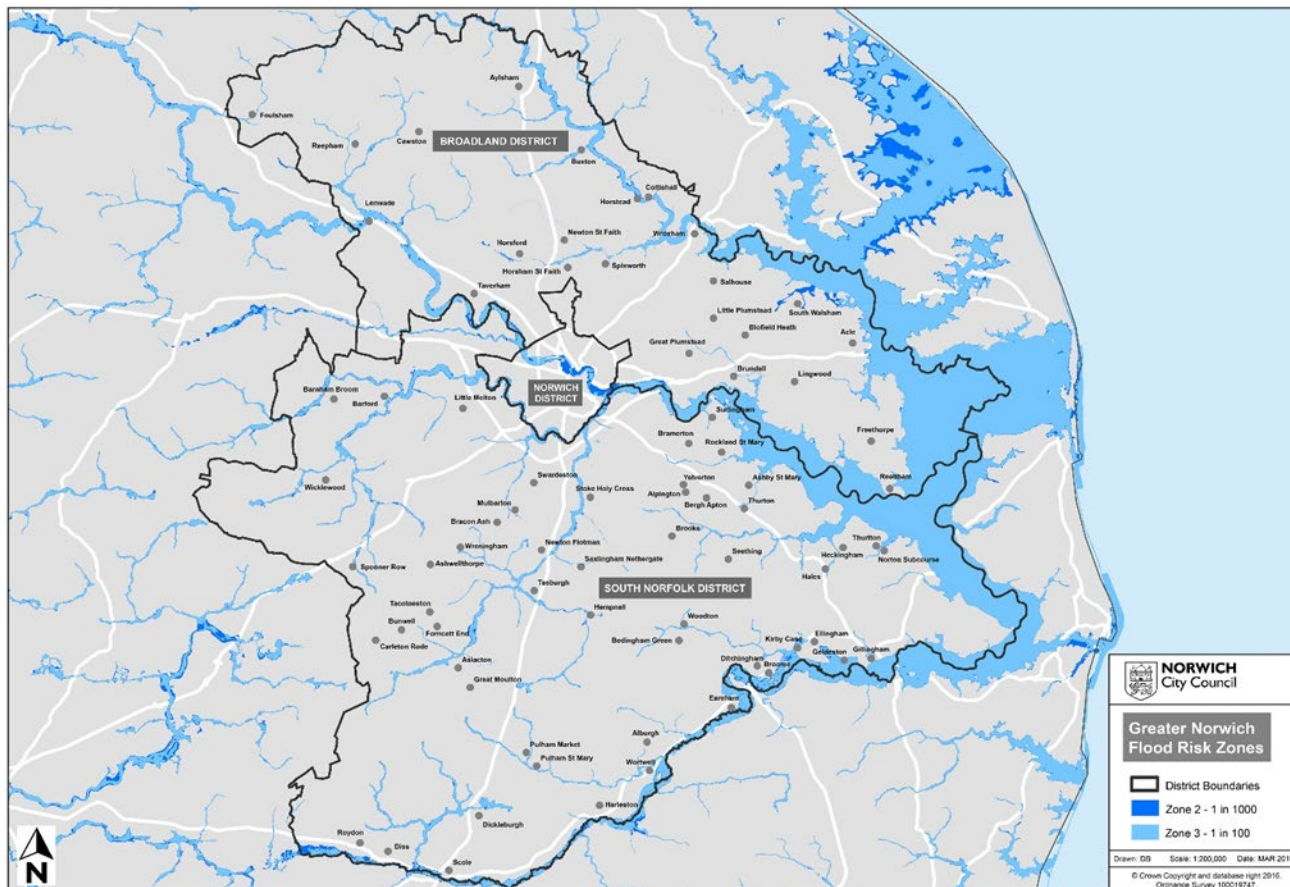 Aylsham
Foulsham
Cawston
BROADLAND DISTRICT
Reepham
Buxton
Coltishall
Horstead
Lenwade
Wroxham
Newton St Faith
Horsford
Spixworth
Horsham St Faith
Salhouse
Taverham
South Walsham
Little Plumstead
Blofield Heath
Acle
Great Plumstead
Brundall
Lingwood
NORWICH
DISTRICT
Barnham Broom
Barford
Little Melton
Surlingham
Bramerton
Freethorpe
Rockland St Mary
Wicklewood
Swardeston
Yelverton
Ashby St Mary
Reedham
Stoke Holy Cross
Alpington
Bergh Apton
Thurton
Mulbarton
Bracon Ash
Brooke
Wreningham
Newton Flotman
Seething
Thurlton
Heckingham
Norton Subcourse
Spooner Row
Ashwellthorpe
Saxlingham Nethergate
Hales
Tasburgh
SOUTH NORFOLK DISTRICT
Tacolneston
Hempnall
Woodton
Bunwell
Forncett End
Carleton Rode
Bedingham Green
Kirby Cane
Ellingham
Geldeston
Gillingham
Aslacton
Ditchingham
Broome
Great Moulton
Earsham
Alburgh
Pulham Market
Pulham St Mary
Wortwell
Harleston
Dickleburgh
Roydon
Diss
Scole
N
NORWICH
City Council
Greater Norwich
Flood Risk Zones
District Boundaries
Zone 2 - 1 in 1000
Zone 3 - 1 in 100
Drawn: Scale: 1:200,000 Date: MAR
© Crown Copyright and database right 2016.
Ordnance Survey 100019747.